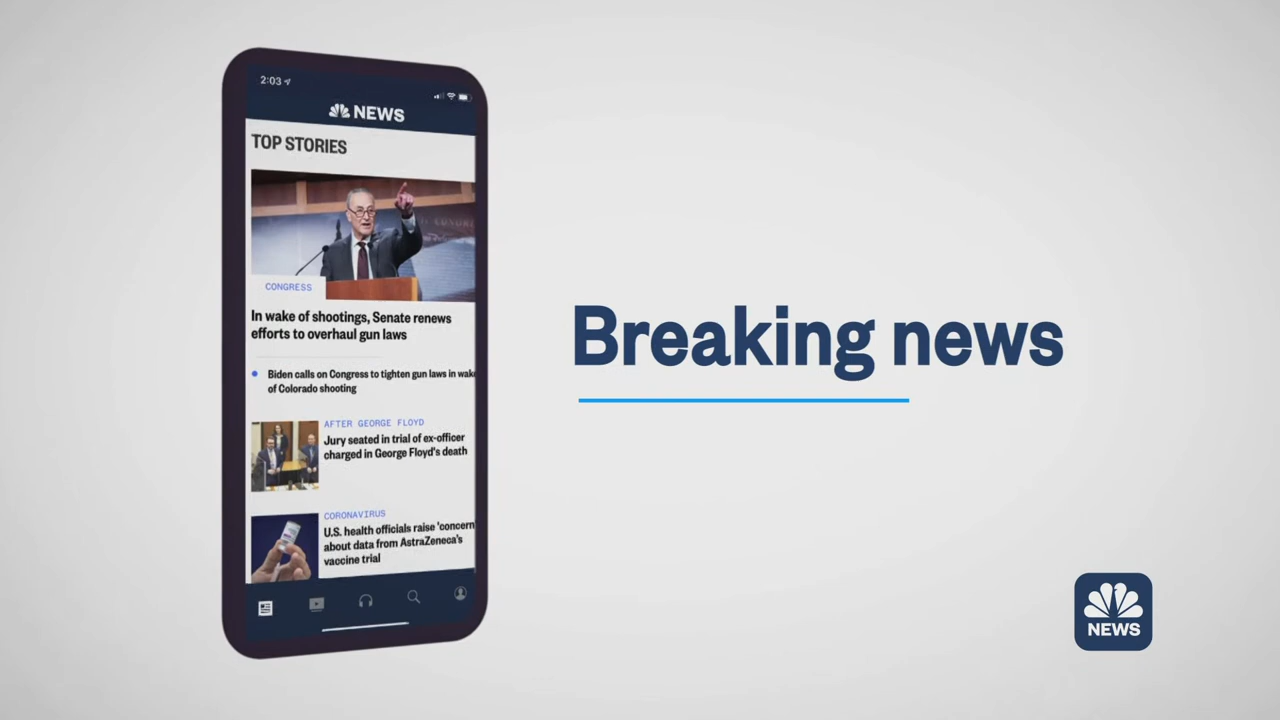 2:03
NEWS
TOP STORIES
CONGRESS
In wake of shootings, Senate renews
efforts to overhaul gun laws
Biden calls on Congress to tighten gun laws in wake
of Colorado shooting
AFTER GEORGE FLOYD
Jury seated in trial of ex-officer
charged in George Floyd's death
CORONAVIRUS
U.S. health officials raise 'concern
about data from AstraZeneca's
vaccine trial
Breaking news
NEWS